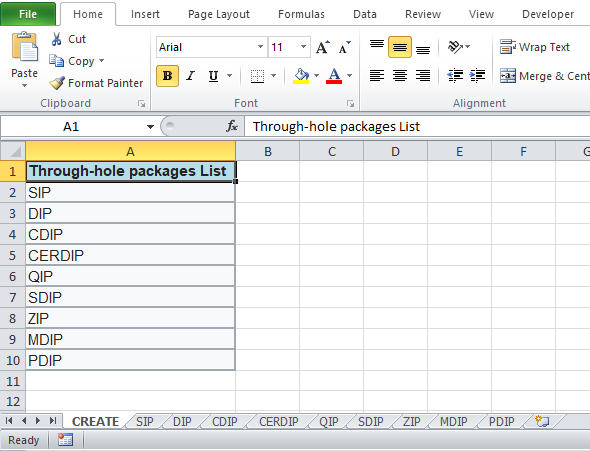 File Home Insert Page Layout Formulas Data Review View Developer
Paste Cut Copy Format Painter
Arial 11 A A
B I U A
Wrap Text
Merge & Cent
Clipboard Font Alignment
A1 fx Through-hole packages List
A B C D E F G
1 Through-hole packages List
2 SIP
3 DIP
4 CDIP
5 CERDIP
6 QIP
7 SDIP
8 ZIP
9 MDIP
10 PDIP
11
12
CREATE SIP DIP CDIP CERDIP QIP SDIP ZIP MDIP PDIP
Ready